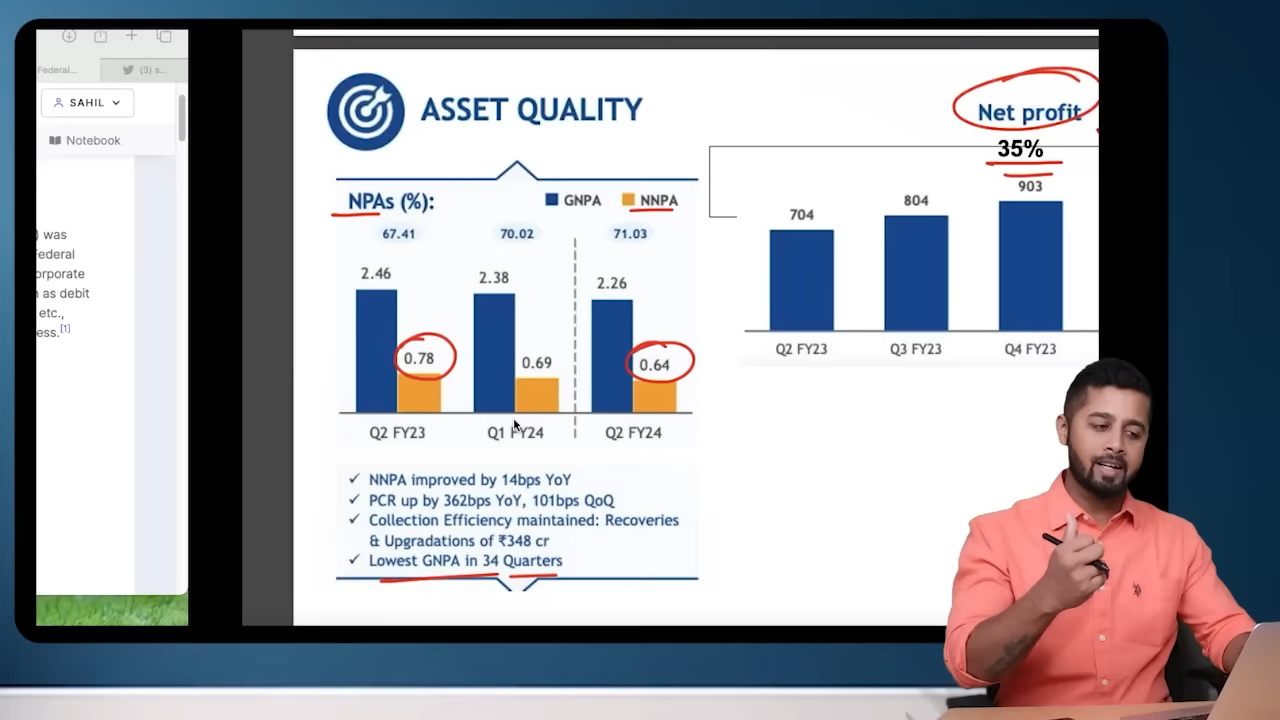 Federal...
(3) s...
SAHIL
Notebook
) was
Federal
orporate
n as debit
etc.,
ess.[1]
ASSET QUALITY
NPAs (%):
GNPA
NNPA
67.41
70.02
71.03
2.46
0.78
2.38
0.69
2.26
0.64
Q2 FY23
Q1 FY24
Q2 FY24
✓ NNPA improved by 14bps YoY
✓ PCR up by 362bps YoY, 101bps QoQ
✓ Collection Efficiency maintained: Recoveries
& Upgradations of ₹348 cr
✓ Lowest GNPA in 34 Quarters
Net profit
35%
704
804
903
Q2 FY23
Q3 FY23
Q4 FY23